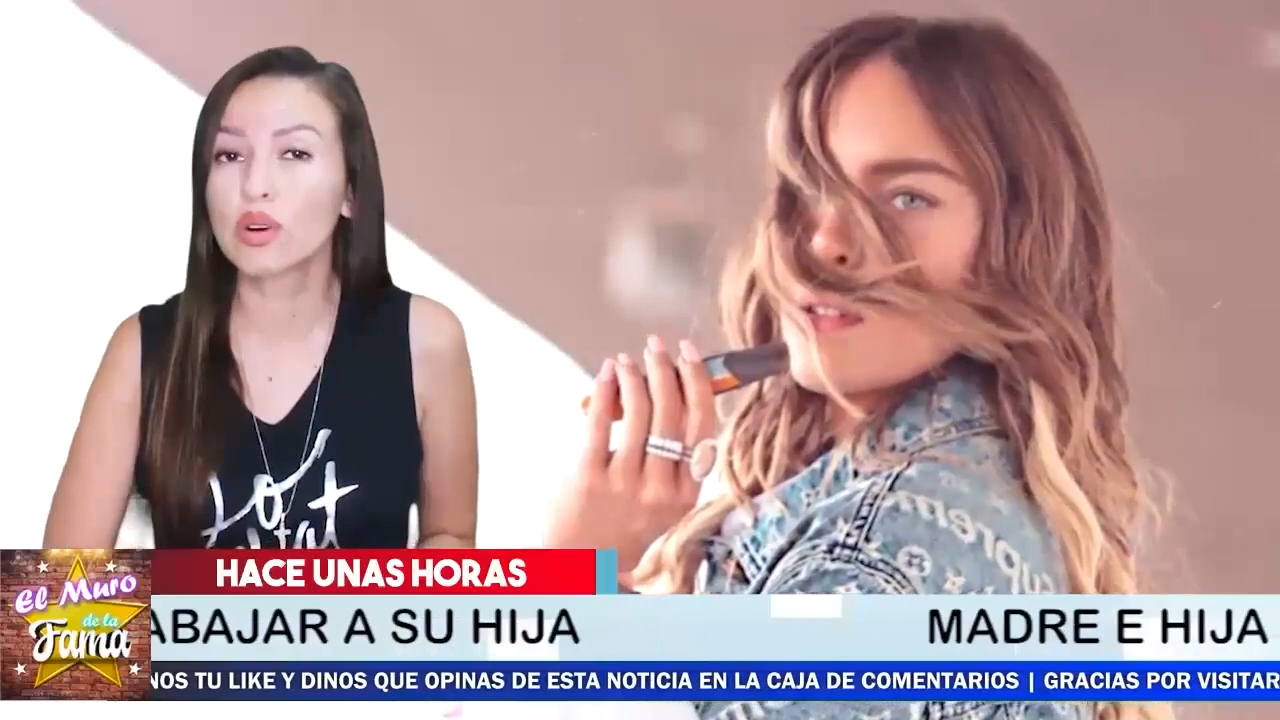 HACE UNAS HORAS
El Muro
de la
Fama
ABAJAR A SU HIJA
MADRE E HIJA
NOS TU LIKE Y DINOS QUE OPINAS DE ESTA NOTICIA EN LA CAJA DE COMENTARIOS | GRACIAS POR VISITAR